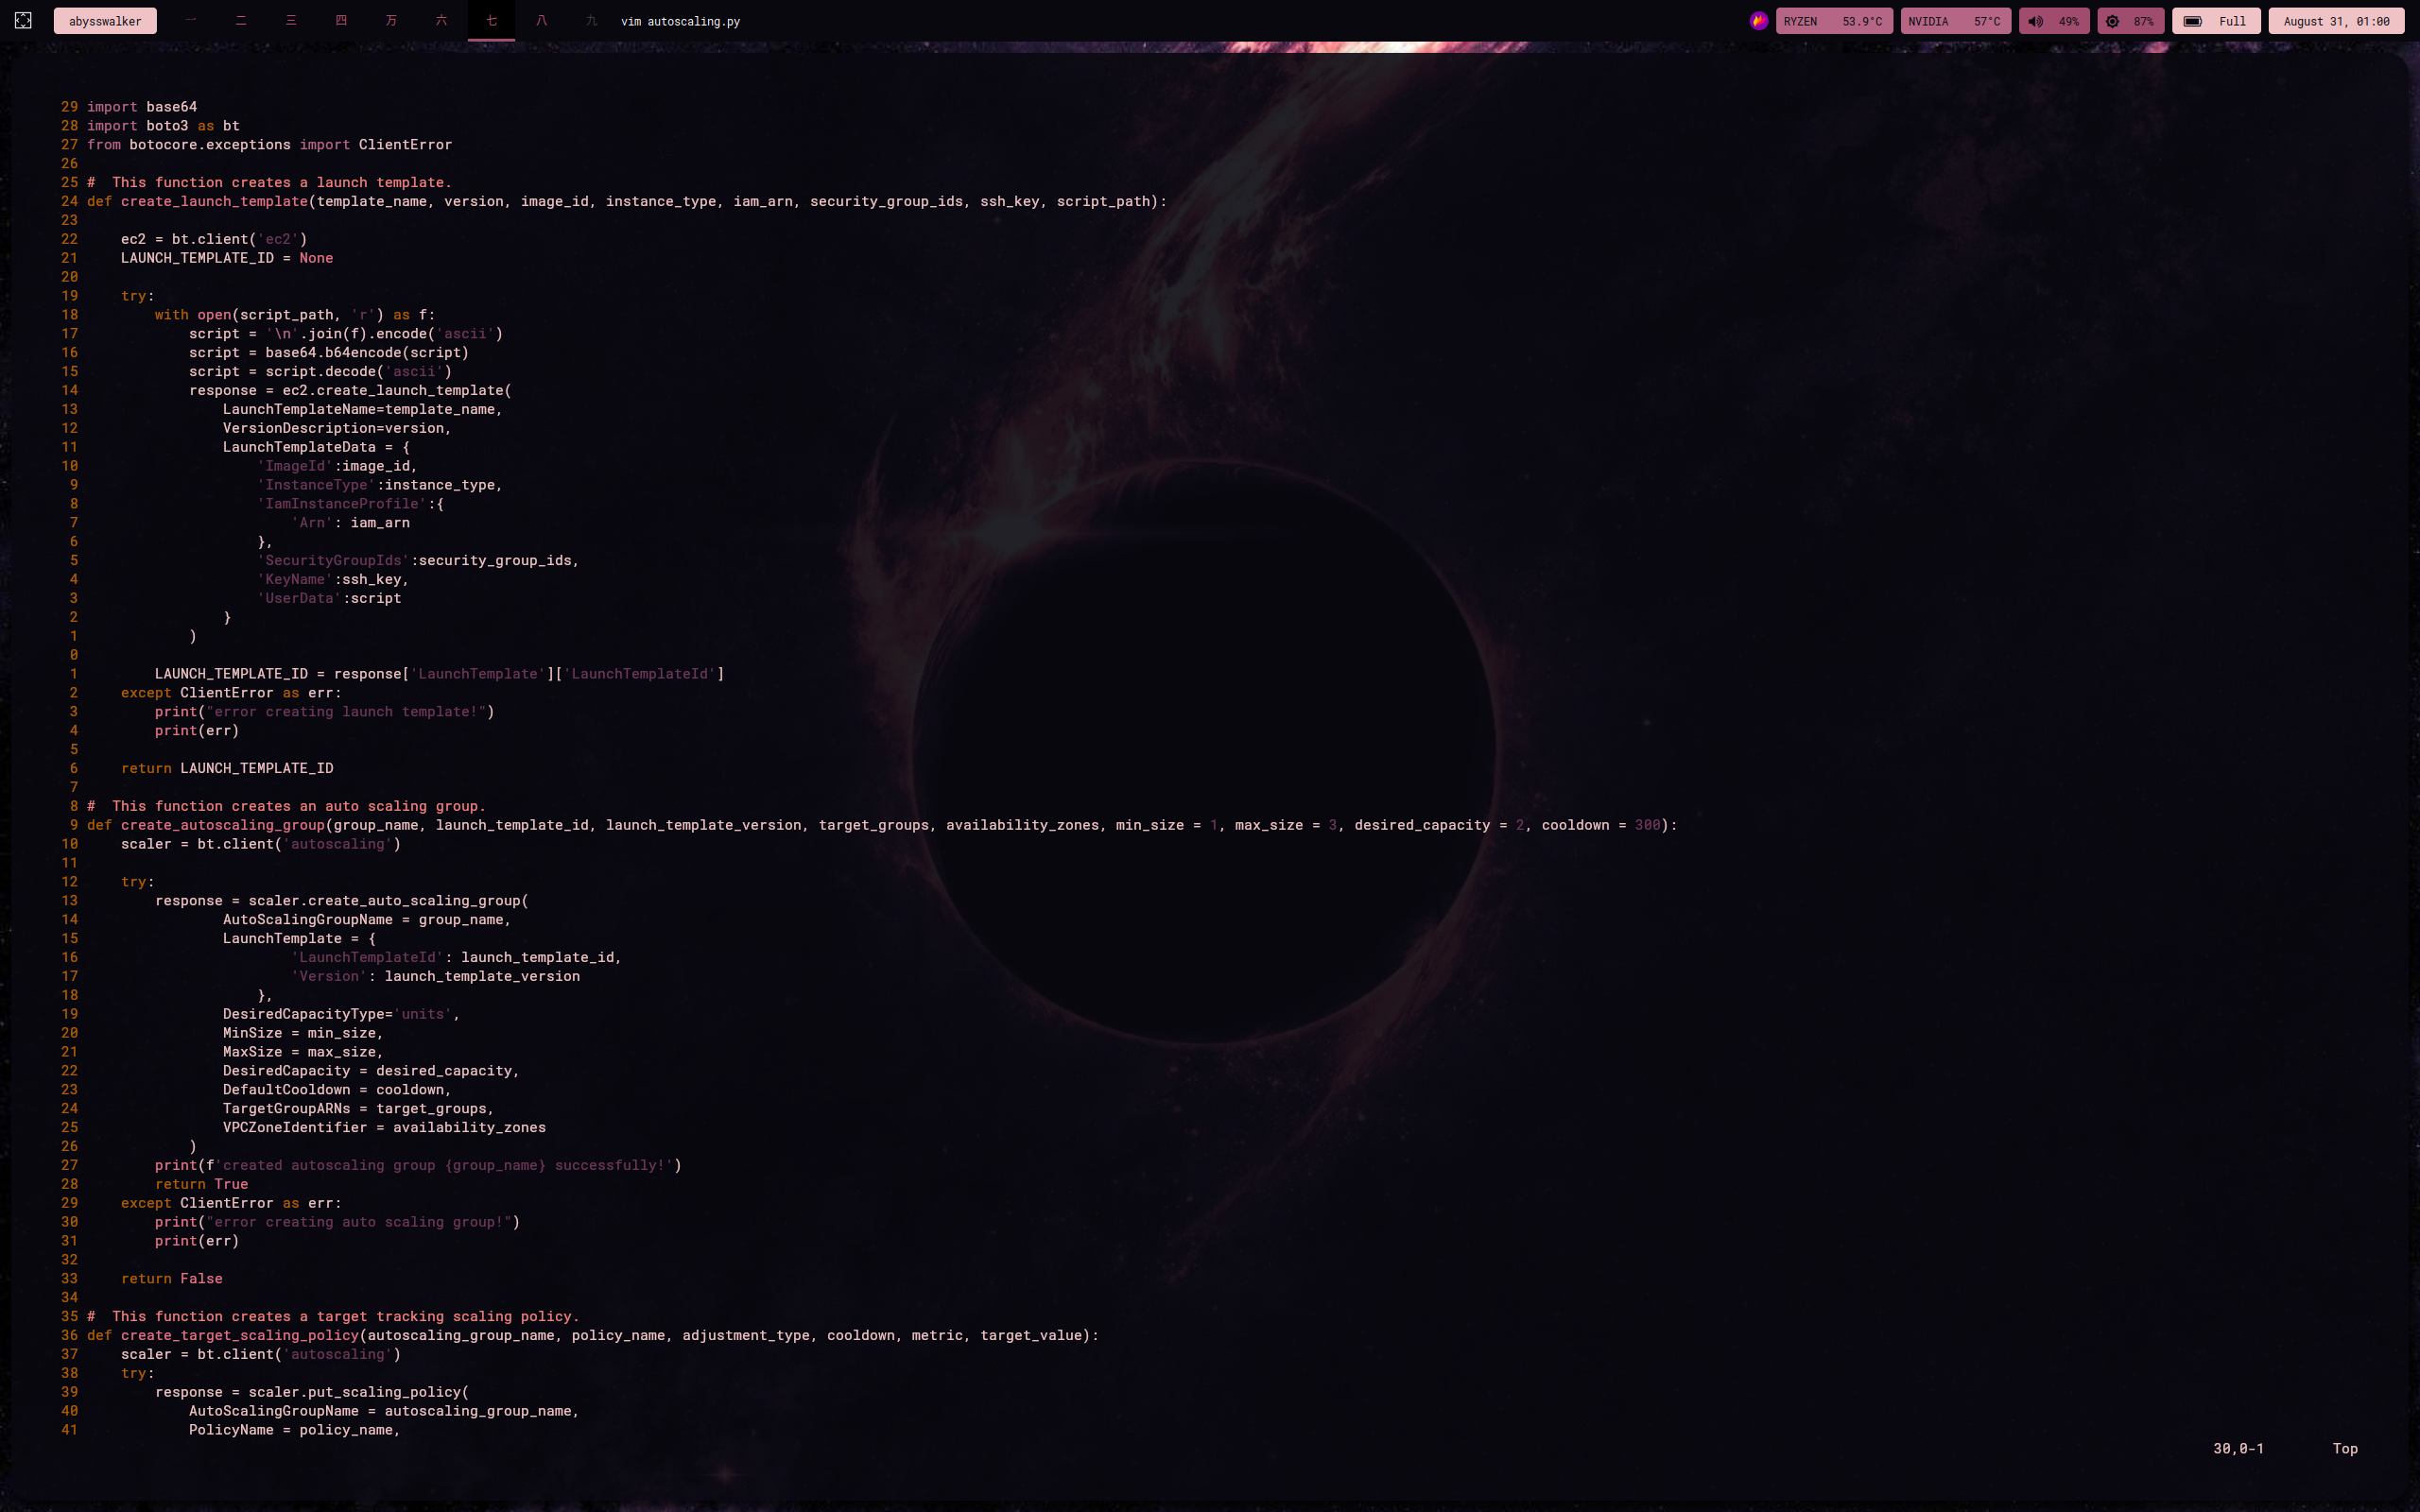 abysswalker 一 二 三 四 万 六 七 八 九 vim autoscaling.py RYZEN 53.9°C NVIDIA 57°C 49% 87% Full August 31, 01:00
29 import base64
28 import boto3 as bt
27 from botocore.exceptions import ClientError
26
25 #  This function creates a launch template.
24 def create_launch_template(template_name, version, image_id, instance_type, iam_arn, security_group_ids, ssh_key, script_path):
23
22     ec2 = bt.client('ec2')
21     LAUNCH_TEMPLATE_ID = None
20
19     try:
18         with open(script_path, 'r') as f:
17             script = '\n'.join(f).encode('ascii')
16             script = base64.b64encode(script)
15             script = script.decode('ascii')
14             response = ec2.create_launch_template(
13                 LaunchTemplateName=template_name,
12                 VersionDescription=version,
11                 LaunchTemplateData = {
10                     'ImageId':image_id,
9                     'InstanceType':instance_type,
8                     'IamInstanceProfile':{
7                         'Arn': iam_arn
6                     },
5                     'SecurityGroupIds':security_group_ids,
4                     'KeyName':ssh_key,
3                     'UserData':script
2                 }
1             )
0
1         LAUNCH_TEMPLATE_ID = response['LaunchTemplate']['LaunchTemplateId']
2     except ClientError as err:
3         print("error creating launch template!")
4         print(err)
5
6     return LAUNCH_TEMPLATE_ID
7
8 #  This function creates an auto scaling group.
9 def create_autoscaling_group(group_name, launch_template_id, launch_template_version, target_groups, availability_zones, min_size = 1, max_size = 3, desired_capacity = 2, cooldown = 300):
10     scaler = bt.client('autoscaling')
11
12     try:
13         response = scaler.create_auto_scaling_group(
14                 AutoScalingGroupName = group_name,
15                 LaunchTemplate = {
16                         'LaunchTemplateId': launch_template_id,
17                         'Version': launch_template_version
18                     },
19                 DesiredCapacityType='units',
20                 MinSize = min_size,
21                 MaxSize = max_size,
22                 DesiredCapacity = desired_capacity,
23                 DefaultCooldown = cooldown,
24                 TargetGroupARNs = target_groups,
25                 VPCZoneIdentifier = availability_zones
26             )
27         print(f'created autoscaling group {group_name} successfully!')
28         return True
29     except ClientError as err:
30         print("error creating auto scaling group!")
31         print(err)
32
33     return False
34
35 #  This function creates a target tracking scaling policy.
36 def create_target_scaling_policy(autoscaling_group_name, policy_name, adjustment_type, cooldown, metric, target_value):
37     scaler = bt.client('autoscaling')
38     try:
39         response = scaler.put_scaling_policy(
40             AutoScalingGroupName = autoscaling_group_name,
41             PolicyName = policy_name,
30,0-1 Top